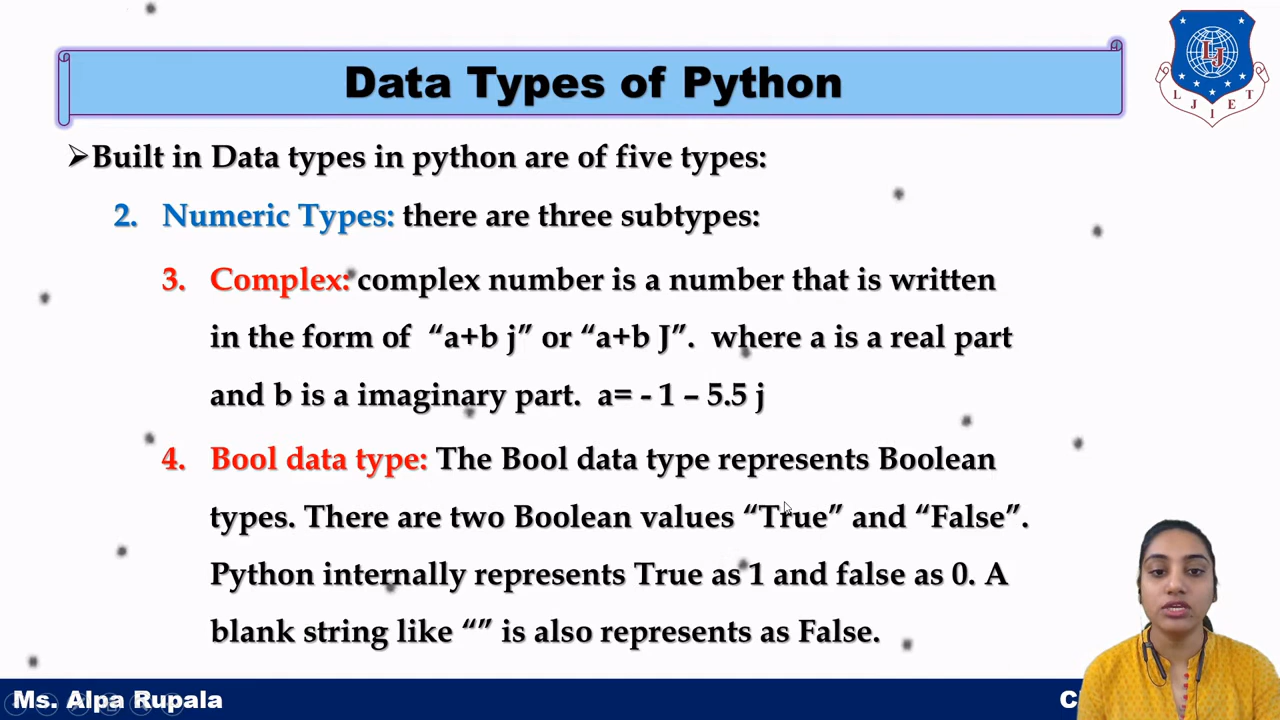 Data Types of Python
L J I E T
LJ
➢Built in Data types in python are of five types:
2. Numeric Types: there are three subtypes:
3. Complex: complex number is a number that is written
in the form of “a+b j” or “a+b J”. where a is a real part
and b is a imaginary part. a= - 1 – 5.5 j
4. Bool data type: The Bool data type represents Boolean
types. There are two Boolean values “True” and “False”.
Python internally represents True as 1 and false as 0. A
blank string like “” is also represents as False.
Ms. Alpa Rupala